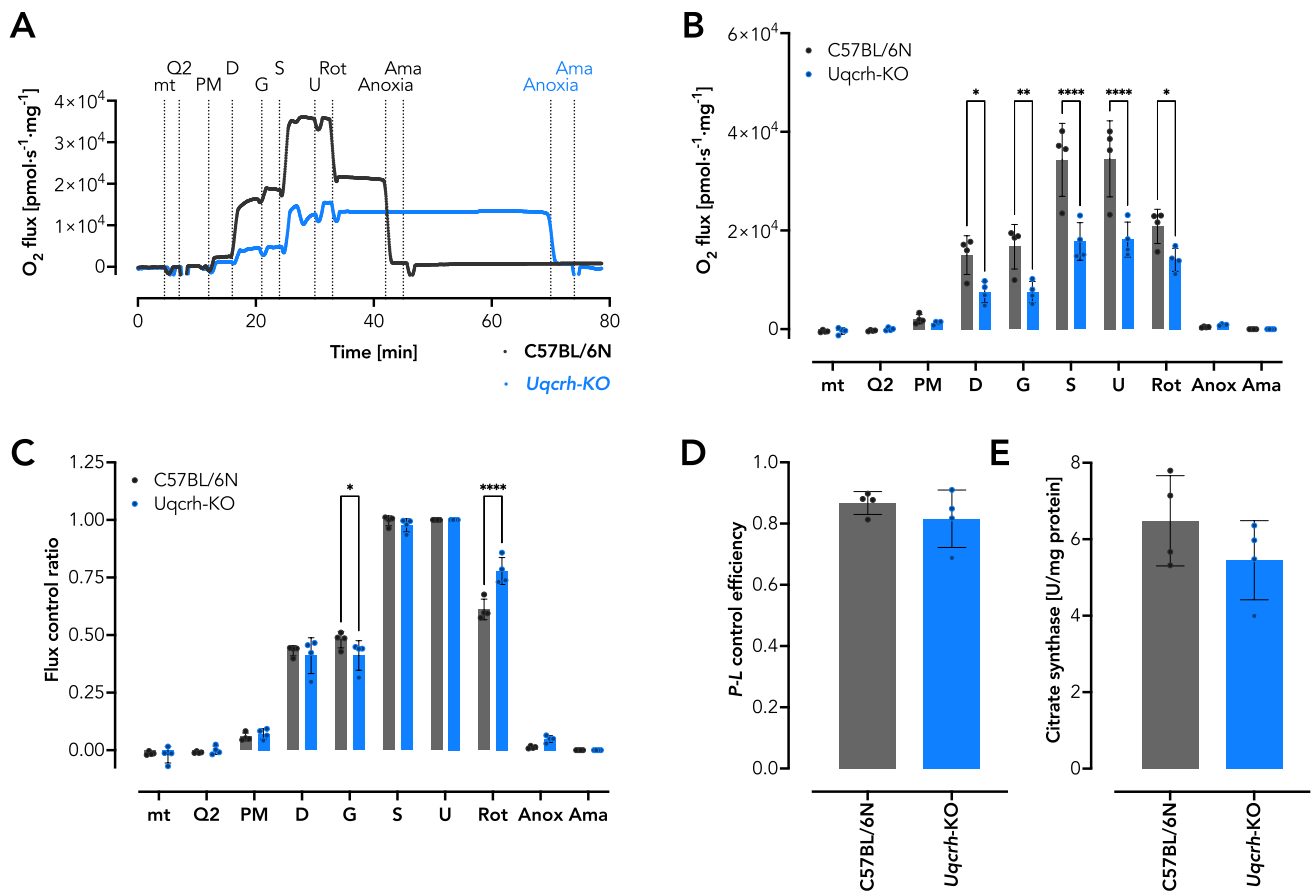 A
mt Q2 PM D G S U Rot Anoxia Ama Anoxia Ama
O2 flux [pmol·s-1·mg-1]
4×10^4
3×10^4
2×10^4
1×10^4
0
0 20 40 60 80
Time [min]
C57BL/6N
Uqcrh-KO
B
C57BL/6N
Uqcrh-KO
O2 flux [pmol·s-1·mg-1]
6×10^4
4×10^4
2×10^4
0
* ** **** **** *
mt Q2 PM D G S U Rot Anox Ama
C
C57BL/6N
Uqcrh-KO
Flux control ratio
1.25
1.00
0.75
0.50
0.25
0.00
* ****
mt Q2 PM D G S U Rot Anox Ama
D
P-L control efficiency
1.0
0.8
0.6
0.4
0.2
0.0
C57BL/6N
Uqcrh-KO
E
Citrate synthase [U/mg protein]
8
6
4
2
0
C57BL/6N
Uqcrh-KO